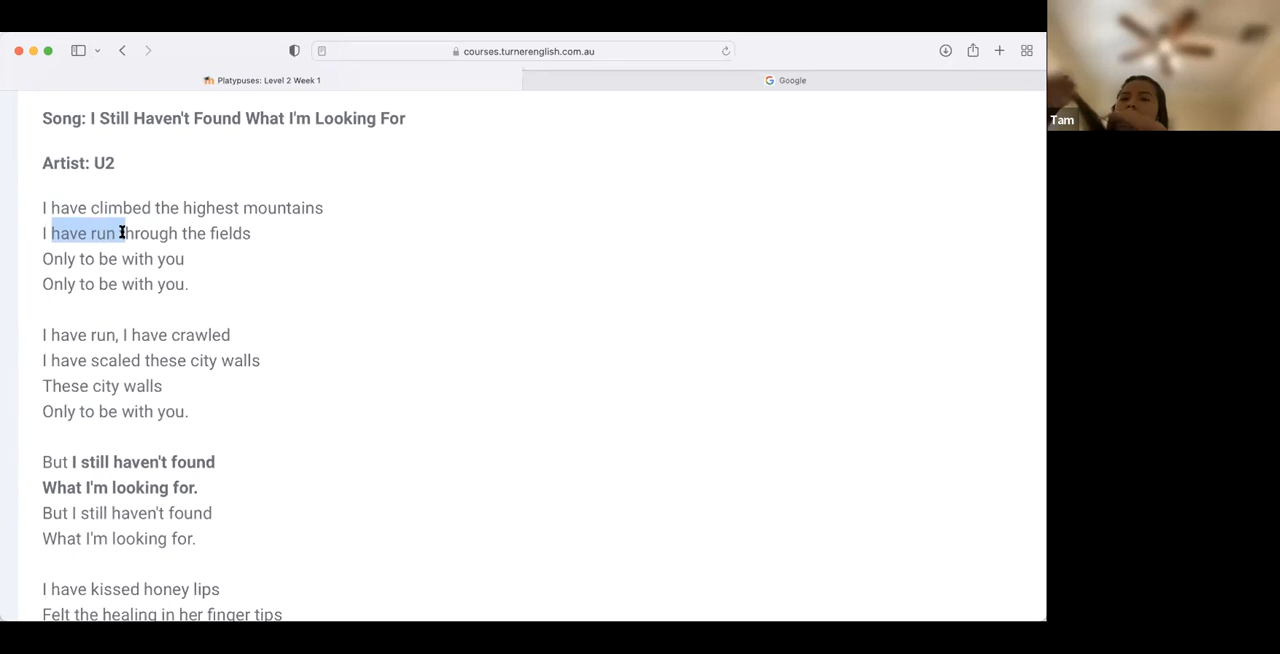 courses.turnerenglish.com.au
Platypuses: Level 2 Week 1
Google
Song: I Still Haven't Found What I'm Looking For
Artist: U2
I have climbed the highest mountains
I have run through the fields
Only to be with you
Only to be with you.
I have run, I have crawled
I have scaled these city walls
These city walls
Only to be with you.
But I still haven't found
What I'm looking for.
But I still haven't found
What I'm looking for.
I have kissed honey lips
Felt the healing in her finger tips
Tam